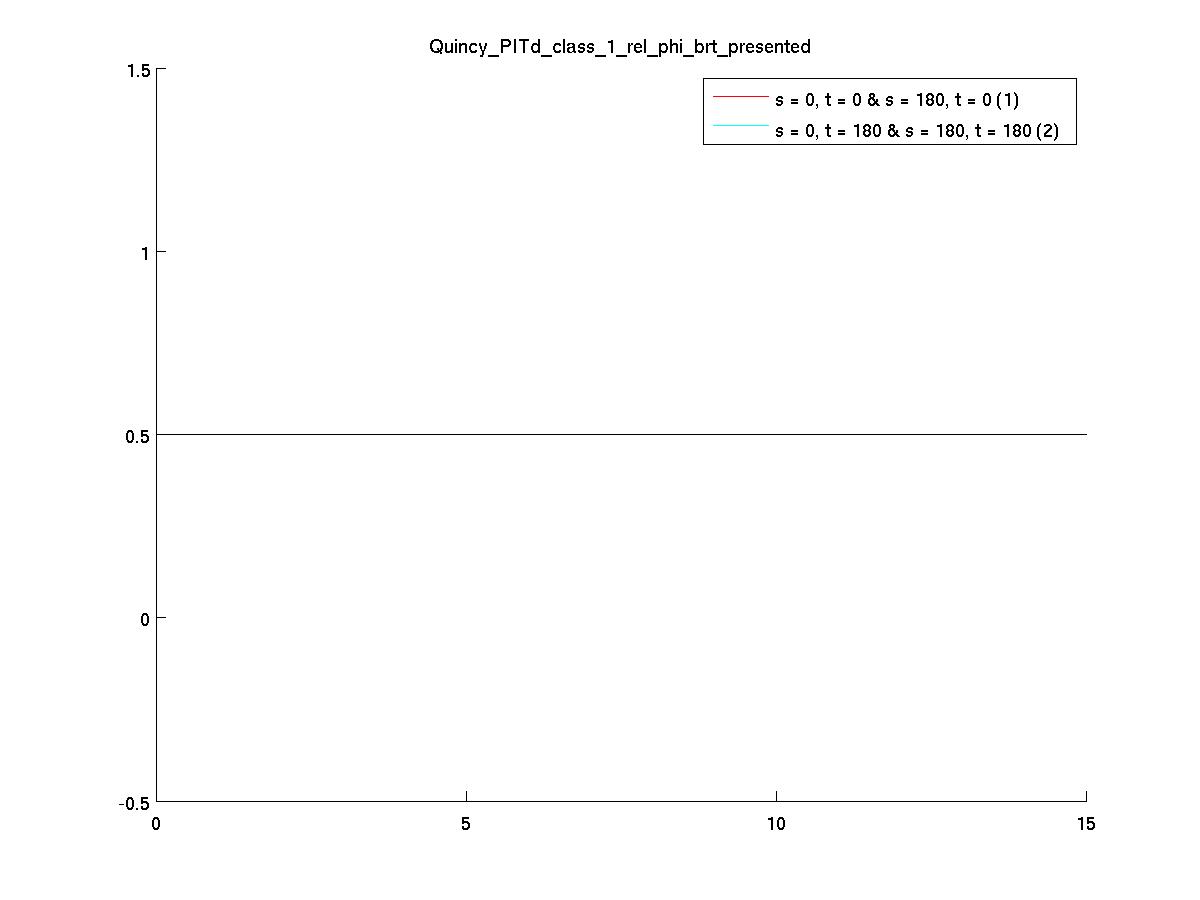 Quincy_PITd_class_1_rel_phi_brt_presented
1.5
s = 0, t = 0 & s = 180, t = 0 (1)
s = 0, t = 180 & s = 180, t = 180 (2)
1
0.5
0
-0.5
0 5 10 15